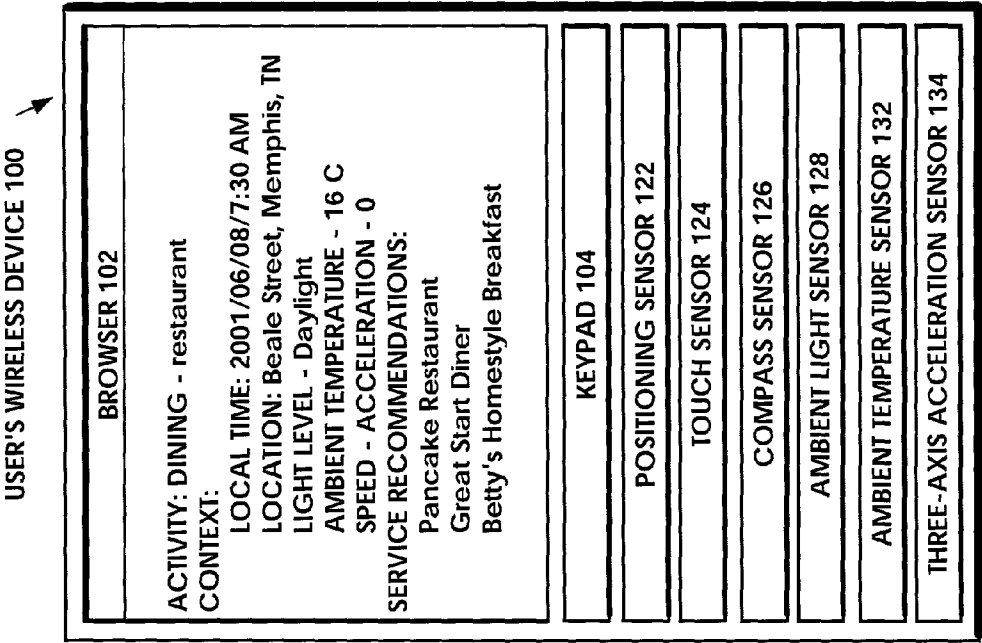 USER'S WIRELESS DEVICE 100
BROWSER 102
ACTIVITY: DINING - restaurant
CONTEXT:
LOCAL TIME: 2001/06/08/7:30 AM
LOCATION: Beale Street, Memphis, TN
LIGHT LEVEL - Daylight
AMBIENT TEMPERATURE - 16 C
SPEED - ACCELERATION - 0
SERVICE RECOMMENDATIONS:
Pancake Restaurant
Great Start Diner
Betty's Homestyle Breakfast
KEYPAD 104
POSITIONING SENSOR 122
TOUCH SENSOR 124
COMPASS SENSOR 126
AMBIENT LIGHT SENSOR 128
AMBIENT TEMPERATURE SENSOR 132
THREE-AXIS ACCELERATION SENSOR 134